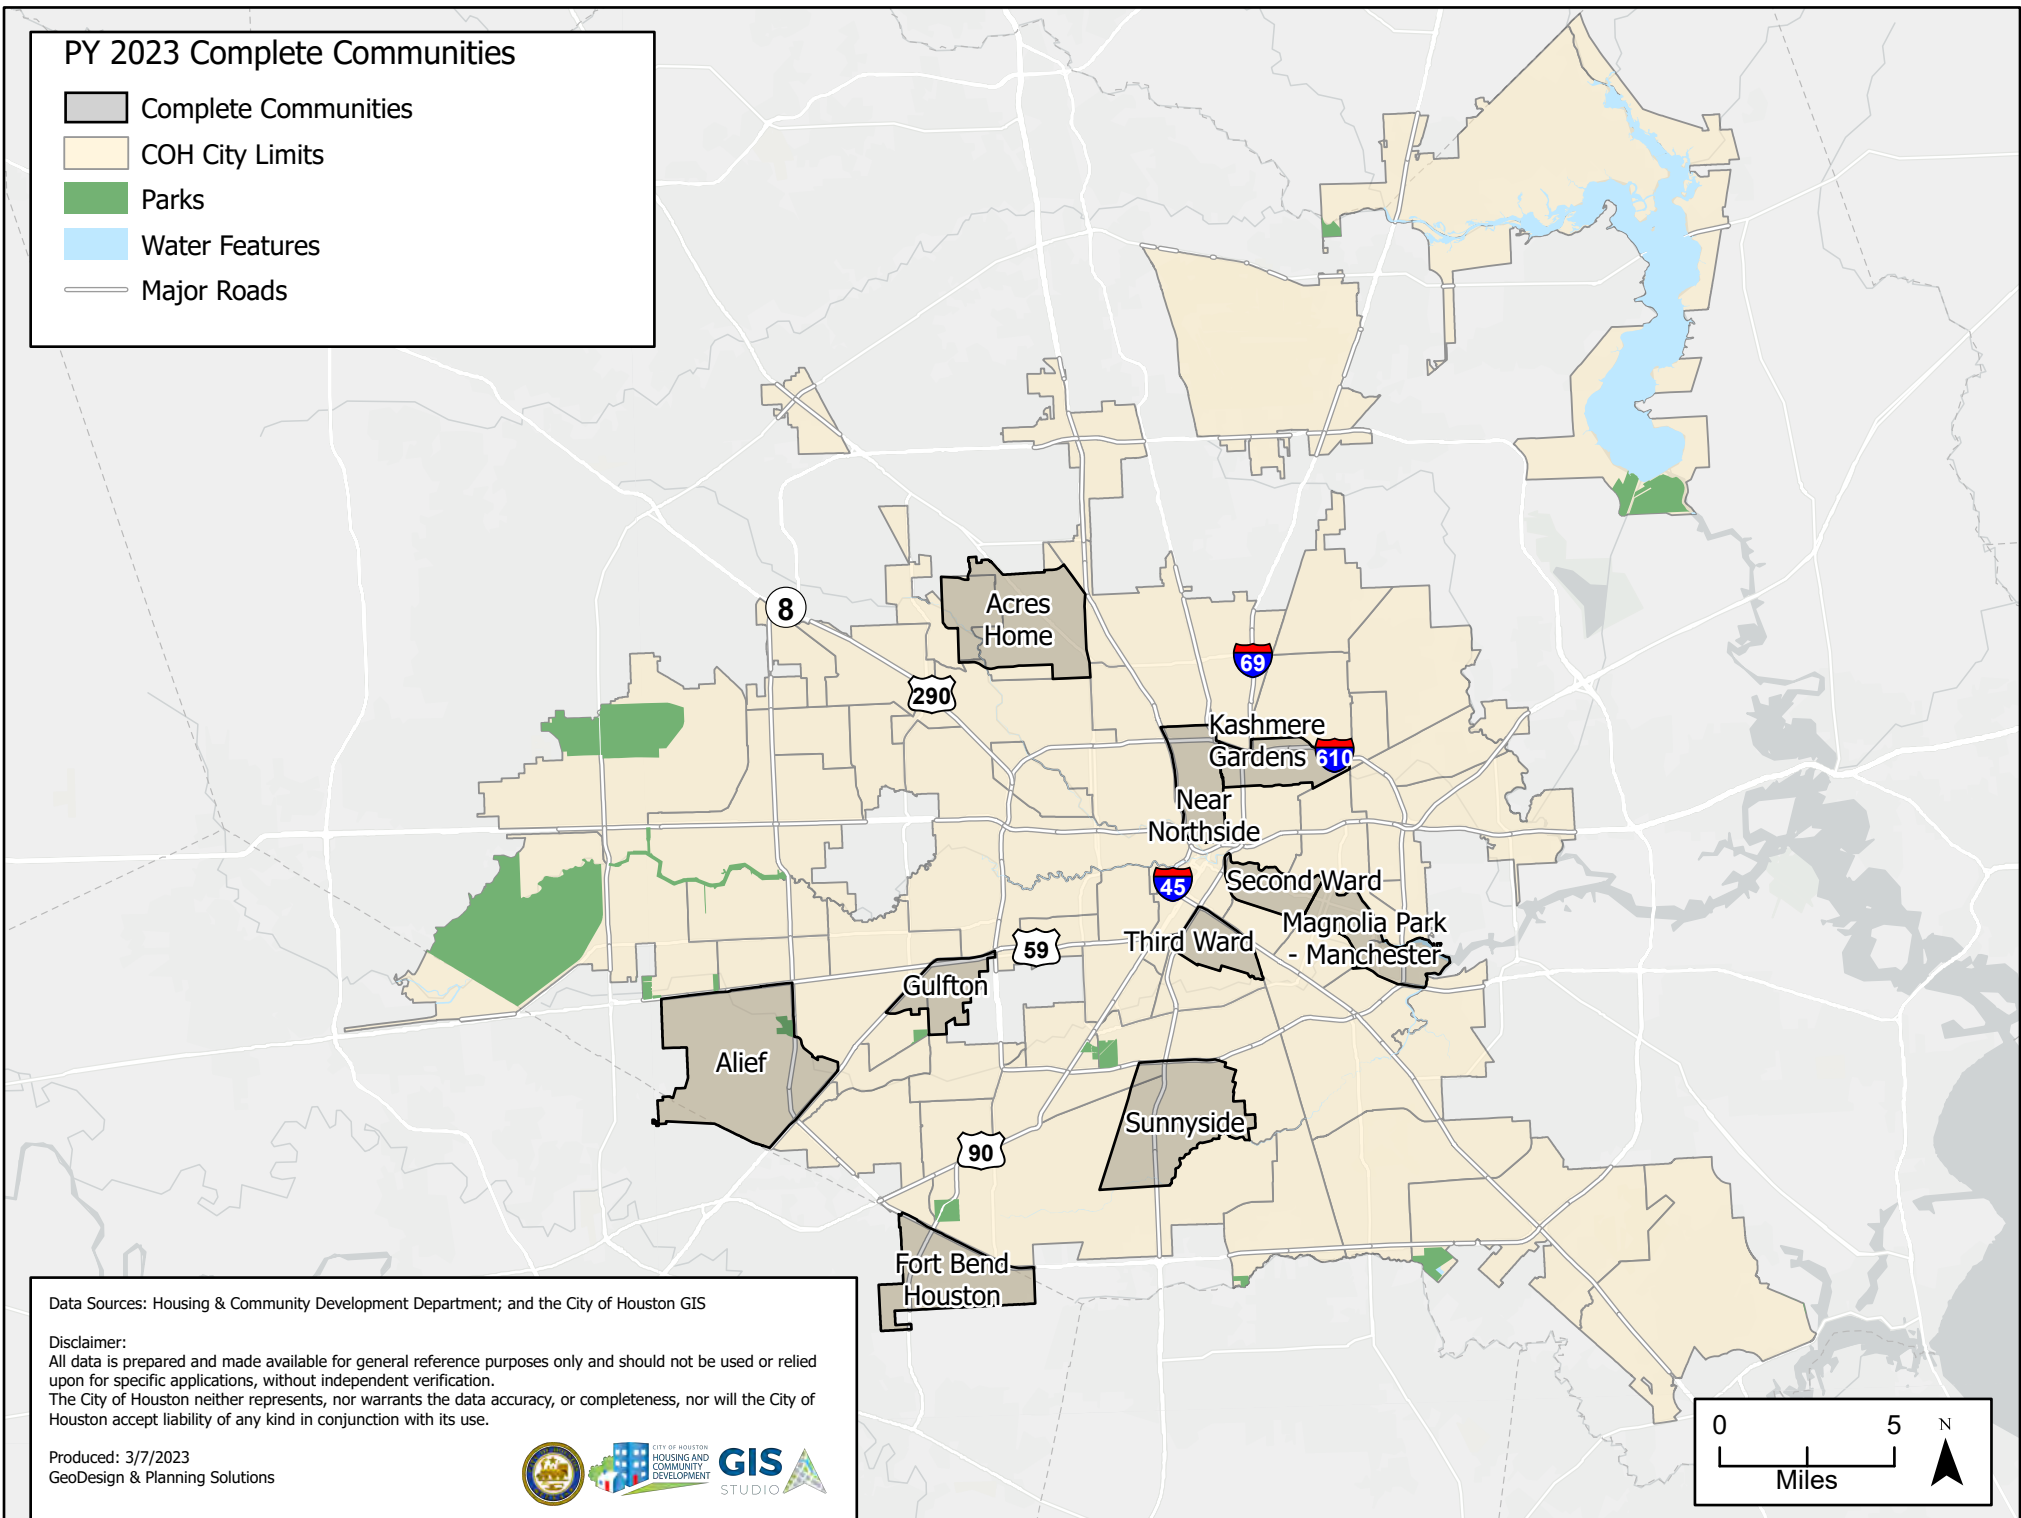 PY 2023 Complete Communities
Complete Communities
COH City Limits
Parks
Water Features
Major Roads
8
Acres
Home
290
69
Kashmere
Gardens
610
Near
Northside
45
Second Ward
Magnolia Park
- Manchester
Third Ward
59
Gulfton
Alief
Sunnyside
90
Fort Bend
Houston
Data Sources: Housing & Community Development Department; and the City of Houston GIS
Disclaimer:
All data is prepared and made available for general reference purposes only and should not be used or relied
upon for specific applications, without independent verification.
The City of Houston neither represents, nor warrants the data accuracy, or completeness, nor will the City of
Houston accept liability of any kind in conjunction with its use.
Produced: 3/7/2023
GeoDesign & Planning Solutions
CITY OF HOUSTON
HOUSING AND
COMMUNITY
DEVELOPMENT
GIS
STUDIO
0 5
Miles
N